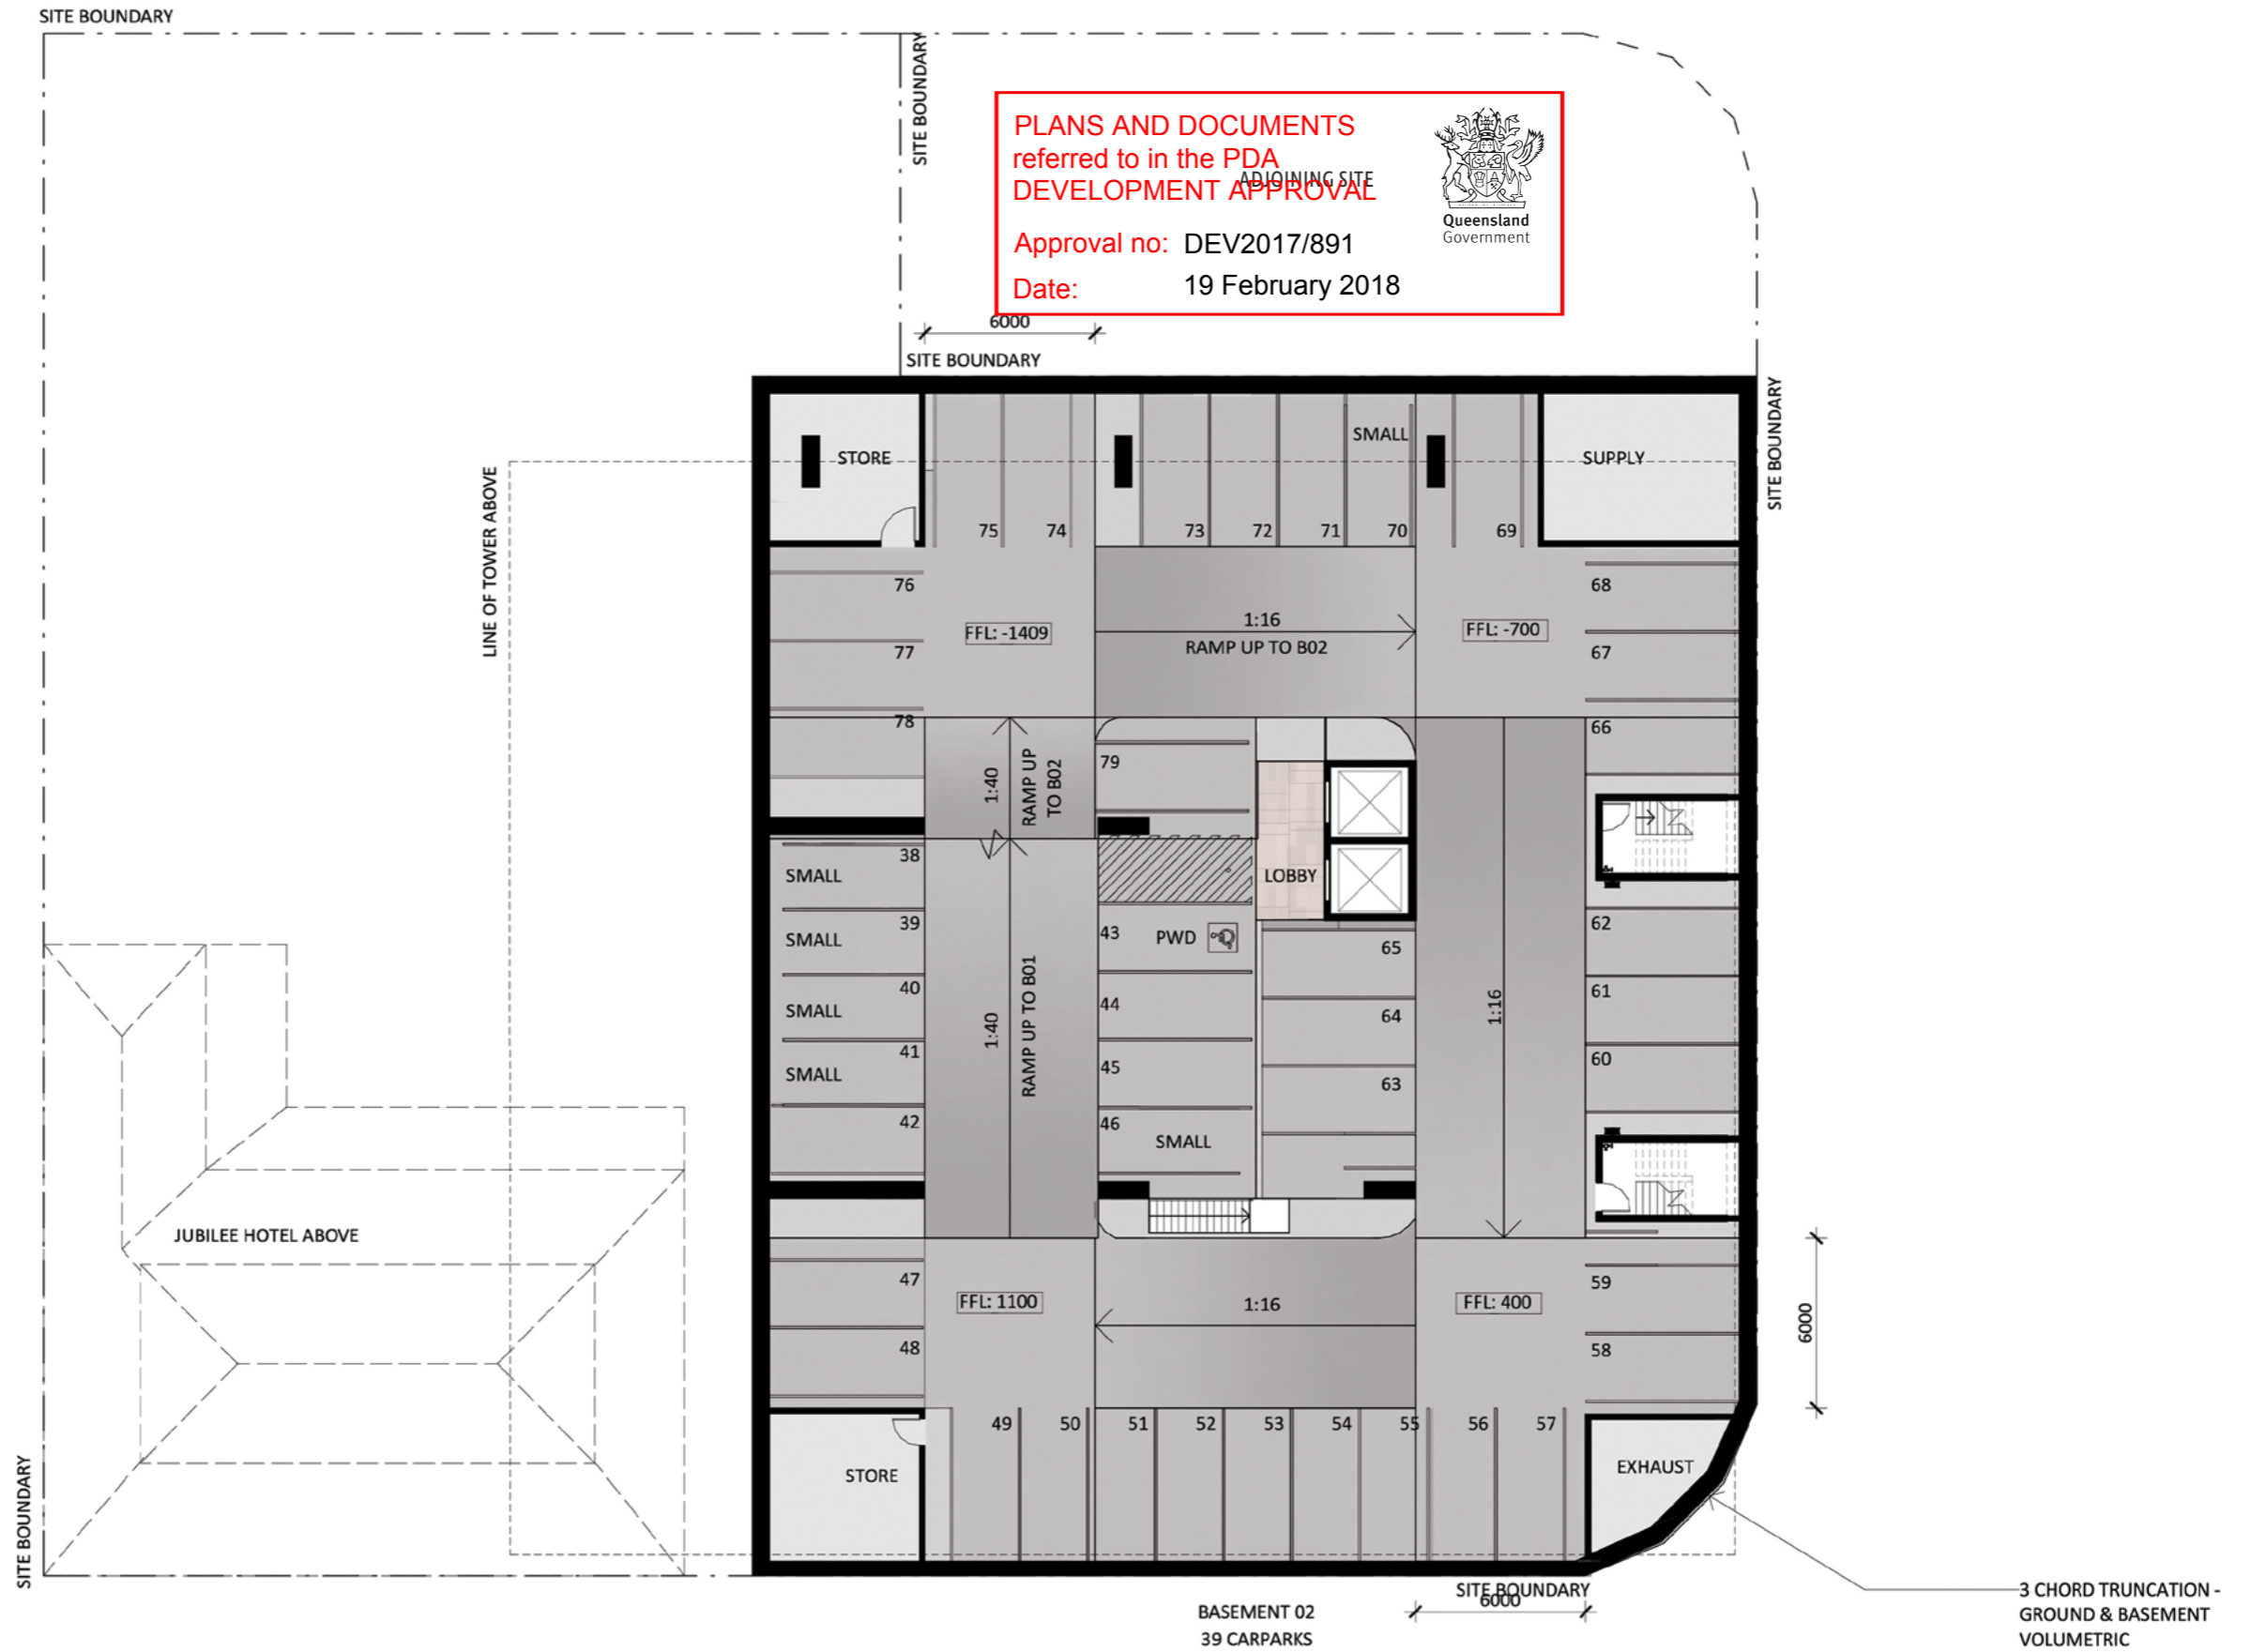 SITE BOUNDARY
SITE BOUNDARY
PLANS AND DOCUMENTS
referred to in the PDA
DEVELOPMENT APPROVAL
ADJOINING SITE
Approval no: DEV2017/891
Date: 19 February 2018
Queensland
Government
6000
SITE BOUNDARY
SITE BOUNDARY
LINE OF TOWER ABOVE
STORE
SMALL
SUPPLY
75
74
73
72
71
70
69
76
68
FFL: -1409
1:16
RAMP UP TO B02
FFL: -700
77
67
78
66
1:40
RAMP UP
TO B02
79
38
SMALL
LOBBY
39
SMALL
43
PWD
65
62
40
SMALL
44
64
61
1:40
RAMP UP TO B01
1:16
41
SMALL
45
63
60
42
46
SMALL
JUBILEE HOTEL ABOVE
47
FFL: 1100
1:16
FFL: 400
59
6000
48
58
49
50
51
52
53
54
55
56
57
STORE
EXHAUST
SITE BOUNDARY
SITE BOUNDARY
6000
BASEMENT 02
39 CARPARKS
3 CHORD TRUNCATION -
GROUND & BASEMENT
VOLUMETRIC